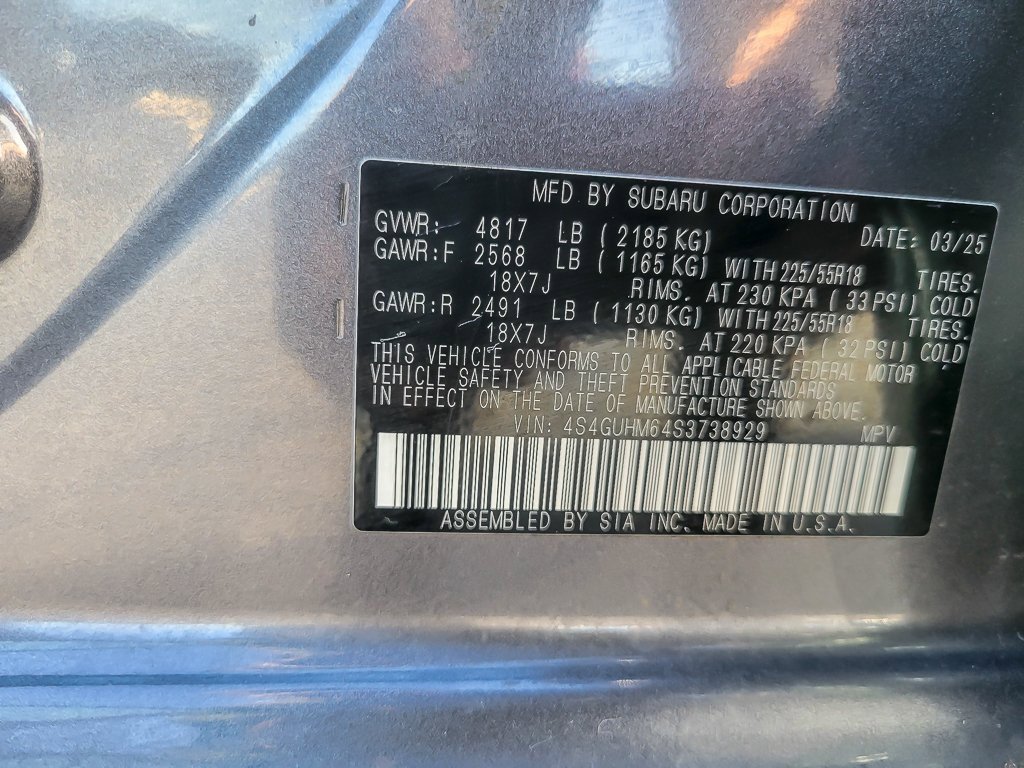 MFD BY SUBARU CORPORATION
GVWR: 4817 LB (2185 KG) DATE: 03/25
GAWR:F 2568 LB (1165 KG) WITH 225/55R18 TIRES.
18X7J RIMS. AT 230 KPA (33 PSI) COLD
GAWR:R 2491 LB (1130 KG) WITH 225/55R18 TIRES.
18X7J RIMS. AT 220 KPA (32 PSI) COLD
THIS VEHICLE CONFORMS TO ALL APPLICABLE FEDERAL MOTOR
VEHICLE SAFETY AND THEFT PREVENTION STANDARDS
IN EFFECT ON THE DATE OF MANUFACTURE SHOWN ABOVE.
VIN: 4S4GUHM64S3738929 MPV
ASSEMBLED BY SIA INC. MADE IN U.S.A.